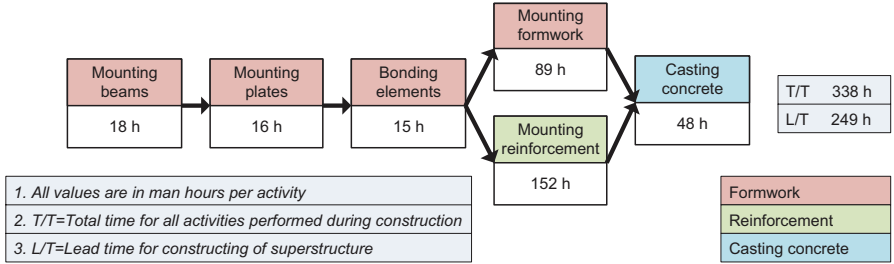 Mounting
formwork
89 h
Mounting
beams
18 h
Mounting
plates
16 h
Bonding
elements
15 h
Mounting
reinforcement
152 h
Casting
concrete
48 h
T/T 338 h
L/T 249 h
1. All values are in man hours per activity
2. T/T=Total time for all activities performed during construction
3. L/T=Lead time for constructing of superstructure
Formwork
Reinforcement
Casting concrete